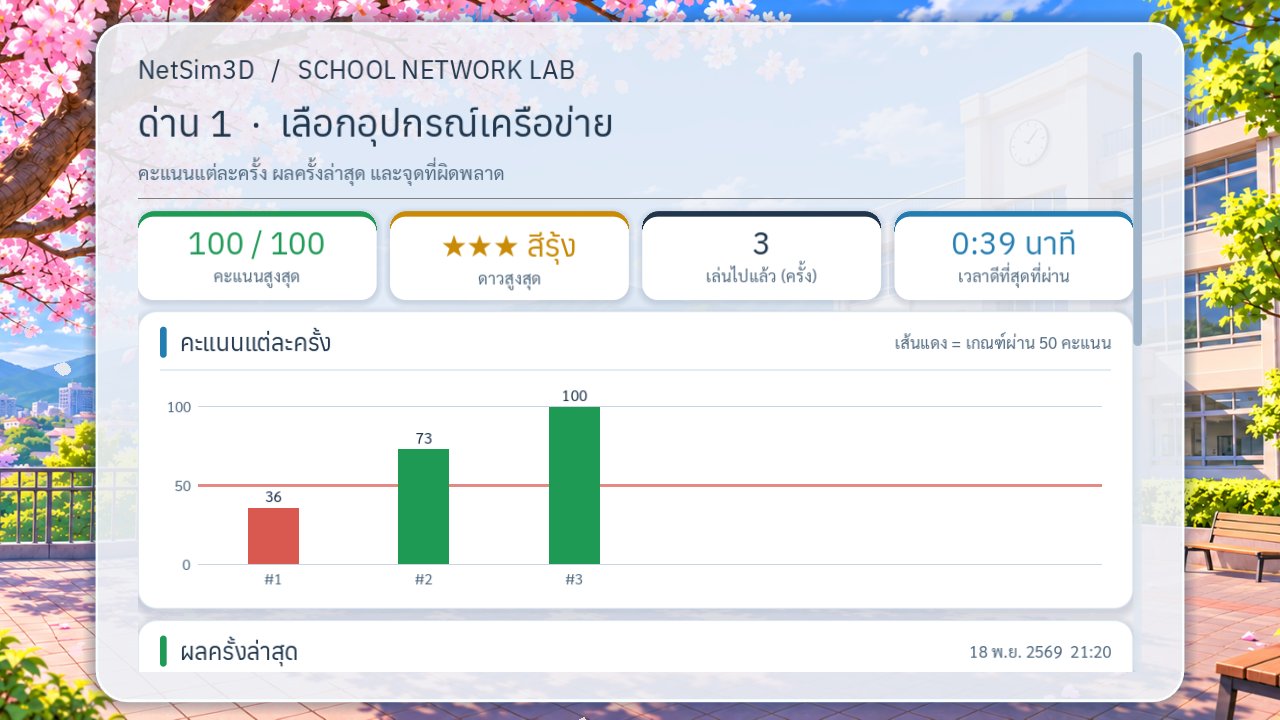 NetSim3D / SCHOOL NETWORK LAB
ด่าน 1 · เลือกอุปกรณ์เครือข่าย
คะแนนแต่ละครั้ง ผลครั้งล่าสุด และจุดที่ผิดพลาด
100 / 100
คะแนนสูงสุด
★★★ สีรุ้ง
ดาวสูงสุด
3
เล่นไปแล้ว (ครั้ง)
0:39 นาที
เวลาดีที่สุดที่ผ่าน
คะแนนแต่ละครั้ง
เส้นแดง = เกณฑ์ผ่าน 50 คะแนน
100
50
0
36
73
100
#1
#2
#3
ผลครั้งล่าสุด
18 พ.ย. 2569 21:20